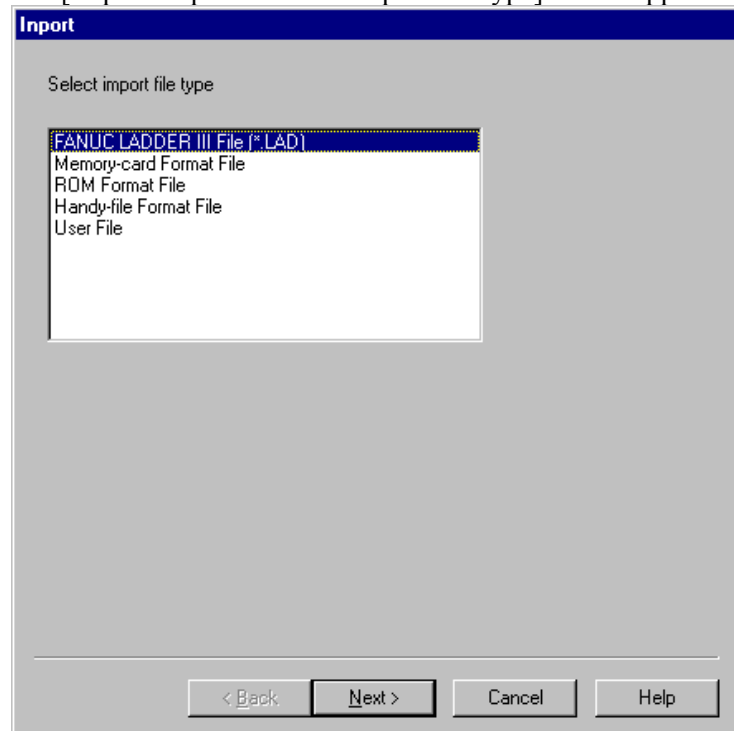 Inport
Select import file type
FANUC LADDER III File (*.LAD)
Memory-card Format File
ROM Format File
Handy-file Format File
User File
< Back Next > Cancel Help